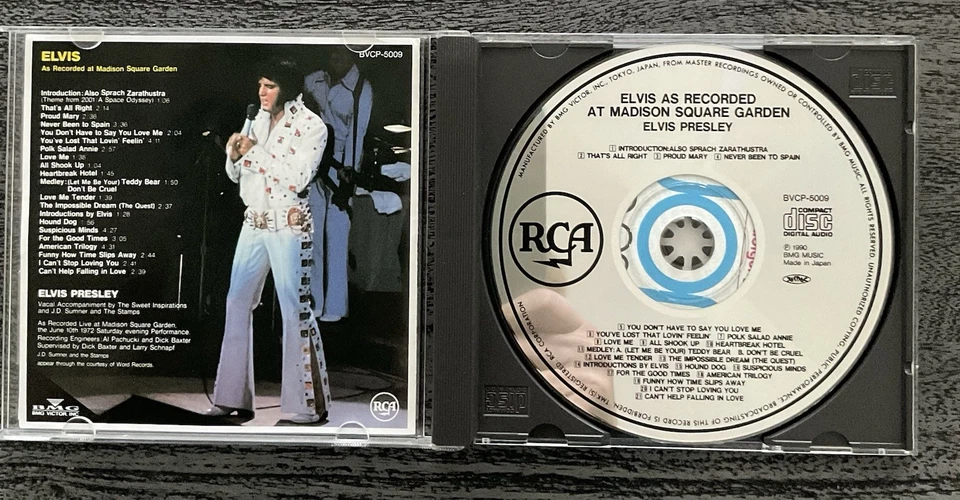 ELVIS
BVCP-5009
As Recorded at Madison Square Garden
Introduction: Also Sprach Zarathustra
(Theme from 2001: A Space Odyssey) 1:06
That's All Right 2:14
Proud Mary 2:36
Never Been to Spain 3:36
You Don't Have to Say You Love Me 2:04
You've Lost That Lovin' Feelin' 4:11
Polk Salad Annie 2:57
Love Me 1:38
All Shook Up 1:04
Heartbreak Hotel 1:45
Medley: (Let Me Be Your) Teddy Bear 1:50
Don't Be Cruel
Love Me Tender 1:39
The Impossible Dream (The Quest) 2:37
Introductions by Elvis 1:28
Hound Dog 1:56
Suspicious Minds 4:27
For the Good Times 3:05
American Trilogy 4:31
Funny How Time Slips Away 2:44
I Can't Stop Loving You 2:41
Can't Help Falling in Love 2:39
ELVIS PRESLEY
Vocal Accompaniment by The Sweet Inspirations
and J.D. Sumner and The Stamps
As Recorded Live at Madison Square Garden,
the June 10th 1972 Saturday evening Performance.
Recording Engineers: Al Pachucki and Dick Baxter
Supervised by Dick Baxter and Larry Schnapf
J.D. Sumner and the Stamps
appear through the courtesy of Word Records.
BMG
BMG VICTOR, INC.
RCA
MANUFACTURED BY BMG VICTOR, INC., TOKYO, JAPAN, FROM MASTER RECORDINGS OWNED OR CONTROLLED BY BMG MUSIC. ALL RIGHTS RESERVED. UNAUTHORIZED COPYING, PUBLIC PERFORMANCE, BROADCASTING OF THIS RECORD IS FORBIDDEN. TMK(S) REGISTERED RCA CORPORATION
ELVIS AS RECORDED
AT MADISON SQUARE GARDEN
ELVIS PRESLEY
1 INTRODUCTION:ALSO SPRACH ZARATHUSTRA
2 THAT'S ALL RIGHT 3 PROUD MARY 4 NEVER BEEN TO SPAIN
RCA
BVCP-5009
COMPACT
disc
DIGITAL AUDIO
℗ 1990
BMG MUSIC
Made in Japan
5 YOU DON'T HAVE TO SAY YOU LOVE ME
6 YOU'VE LOST THAT LOVIN' FEELIN' 7 POLK SALAD ANNIE
8 LOVE ME 9 ALL SHOOK UP 10 HEARTBREAK HOTEL
11 MEDLEY: A. (LET ME BE YOUR) TEDDY BEAR B. DON'T BE CRUEL
12 LOVE ME TENDER 13 THE IMPOSSIBLE DREAM (THE QUEST)
14 INTRODUCTIONS BY ELVIS 15 HOUND DOG 16 SUSPICIOUS MINDS
17 FOR THE GOOD TIMES 18 AMERICAN TRILOGY
19 FUNNY HOW TIME SLIPS AWAY
20 I CAN'T STOP LOVING YOU
21 CAN'T HELP FALLING IN LOVE